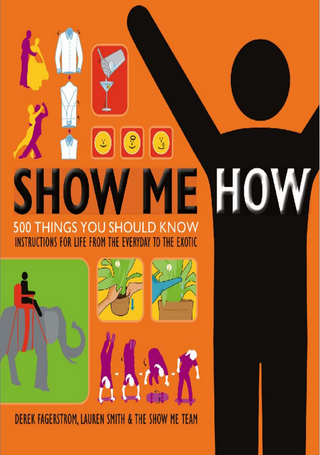 SHOW ME HOW
500 THINGS YOU SHOULD KNOW
INSTRUCTIONS FOR LIFE FROM THE EVERYDAY TO THE EXOTIC
DEREK FAGERSTROM, LAUREN SMITH & THE SHOW ME TEAM